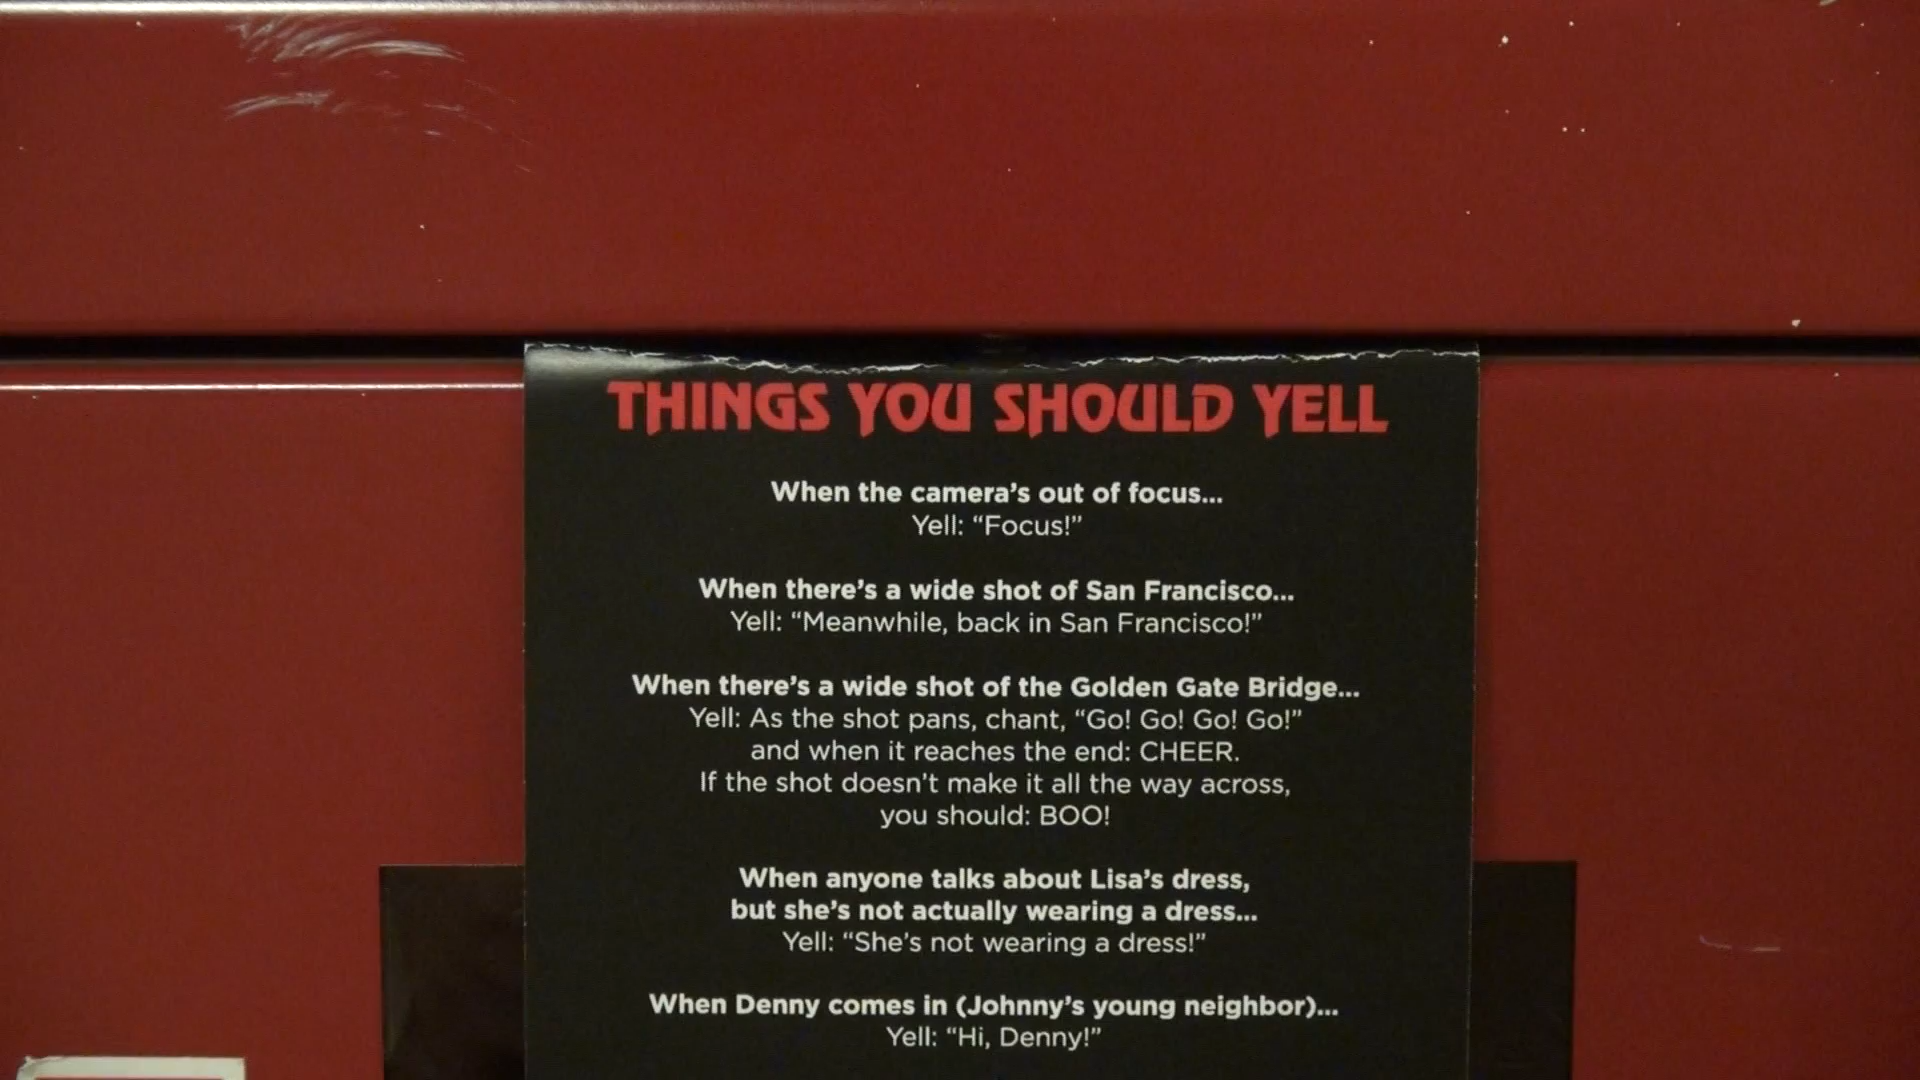 THINGS YOU SHOULD YELL
When the camera's out of focus...
Yell: “Focus!”
When there's a wide shot of San Francisco...
Yell: “Meanwhile, back in San Francisco!”
When there's a wide shot of the Golden Gate Bridge...
Yell: As the shot pans, chant, “Go! Go! Go! Go!”
and when it reaches the end: CHEER.
If the shot doesn't make it all the way across,
you should: BOO!
When anyone talks about Lisa's dress,
but she's not actually wearing a dress...
Yell: “She's not wearing a dress!”
When Denny comes in (Johnny's young neighbor)...
Yell: “Hi, Denny!”